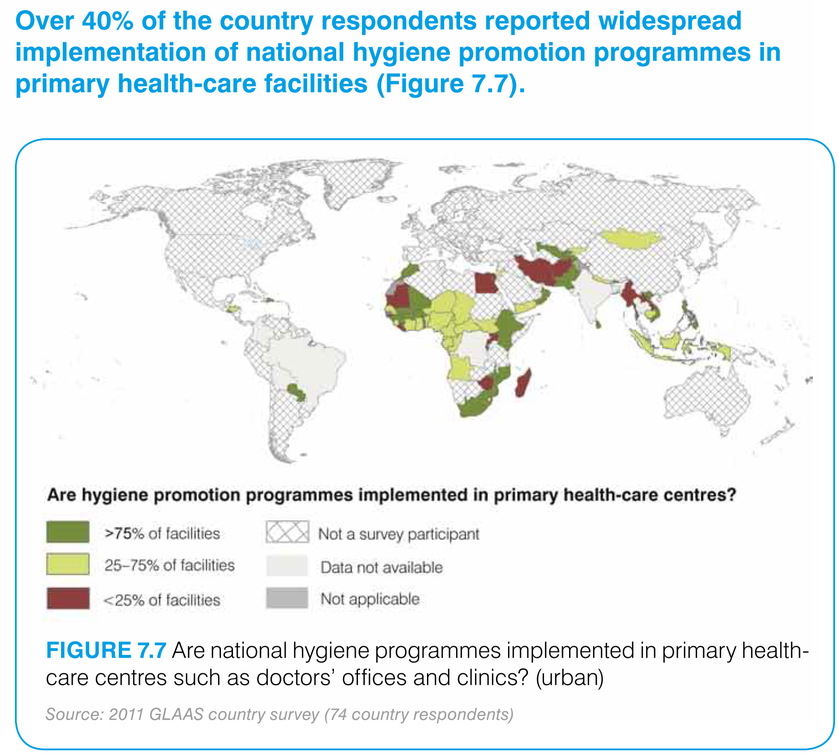 Over 40% of the country respondents reported widespread
implementation of national hygiene promotion programmes in
primary health-care facilities (Figure 7.7).
Are hygiene promotion programmes implemented in primary health-care centres?
>75% of facilities
Not a survey participant
25–75% of facilities
Data not available
<25% of facilities
Not applicable
FIGURE 7.7 Are national hygiene programmes implemented in primary health-
care centres such as doctors' offices and clinics? (urban)
Source: 2011 GLAAS country survey (74 country respondents)